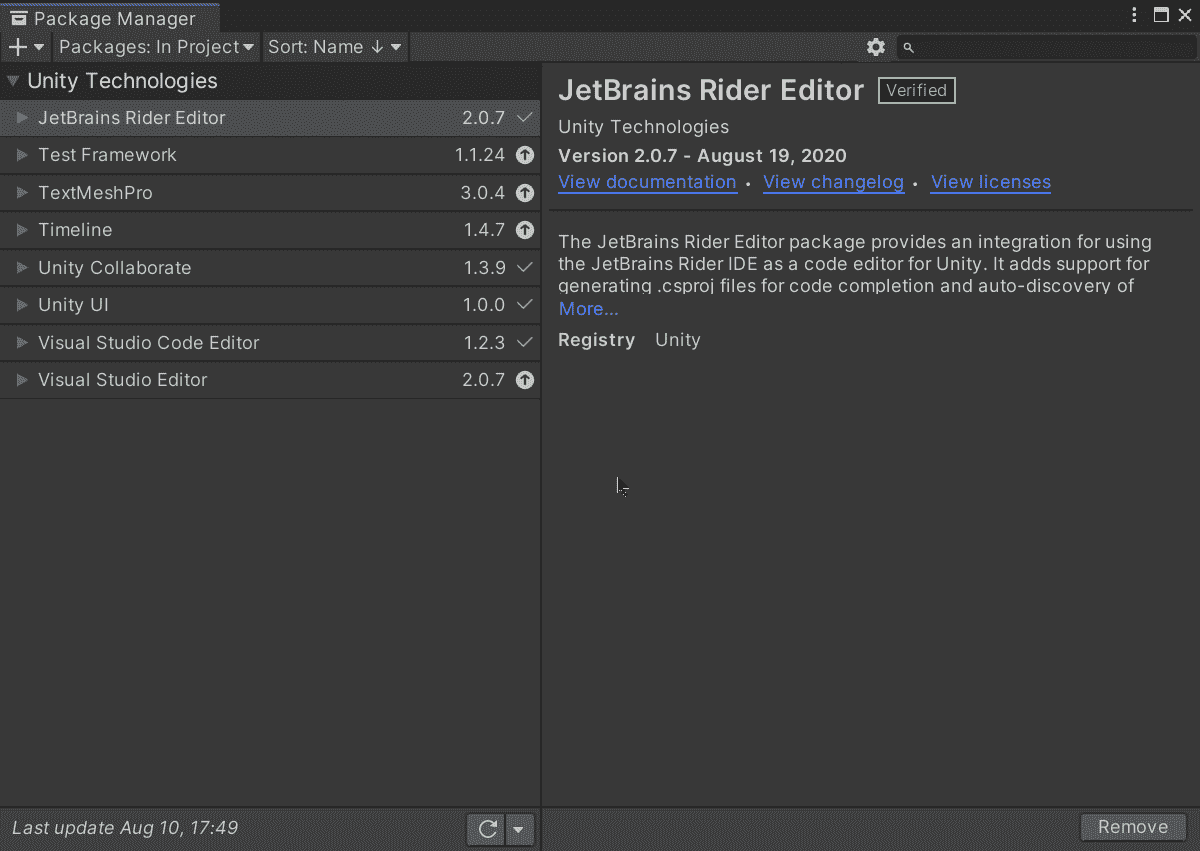 Package Manager
Packages: In Project Sort: Name ↓
Unity Technologies
JetBrains Rider Editor 2.0.7
Test Framework 1.1.24
TextMeshPro 3.0.4
Timeline 1.4.7
Unity Collaborate 1.3.9
Unity UI 1.0.0
Visual Studio Code Editor 1.2.3
Visual Studio Editor 2.0.7
Last update Aug 10, 17:49
JetBrains Rider Editor Verified
Unity Technologies
Version 2.0.7 - August 19, 2020
View documentation • View changelog • View licenses
The JetBrains Rider Editor package provides an integration for using
the JetBrains Rider IDE as a code editor for Unity. It adds support for
generating .csproj files for code completion and auto-discovery of
More...
Registry Unity
Remove